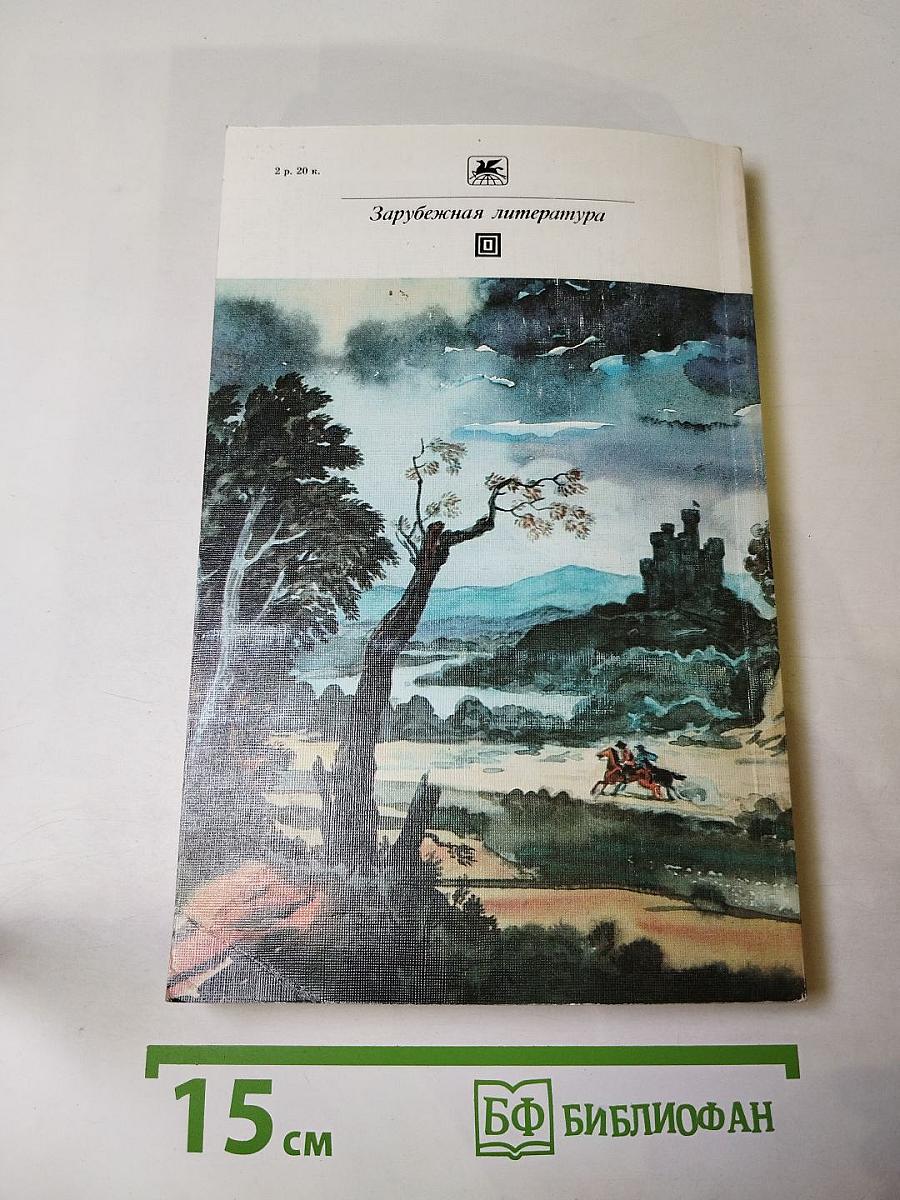 2 р. 20 к.
Зарубежная литература
15 см
БФ БИБЛИОФАН